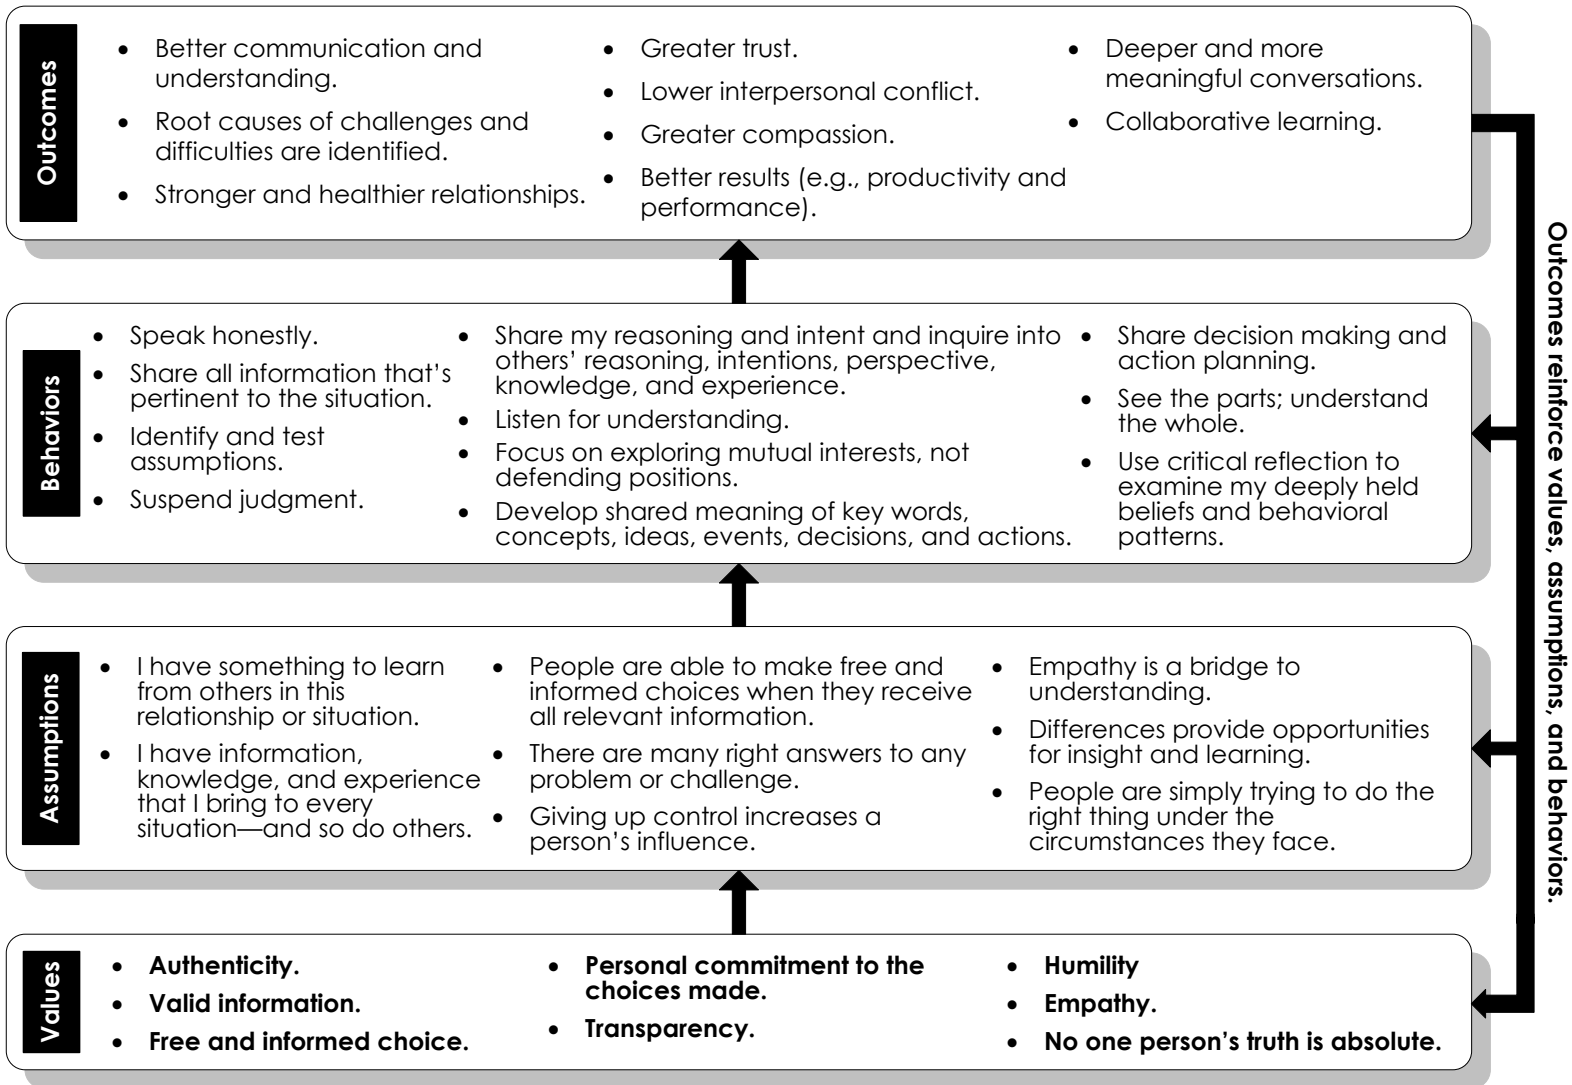 Outcomes
Better communication and
understanding.
Root causes of challenges and
difficulties are identified.
Stronger and healthier relationships.
Greater trust.
Lower interpersonal conflict.
Greater compassion.
Better results (e.g., productivity and
performance).
Deeper and more
meaningful conversations.
Collaborative learning.
Behaviors
Speak honestly.
Share all information that's
pertinent to the situation.
Identify and test
assumptions.
Suspend judgment.
Share my reasoning and intent and inquire into
others' reasoning, intentions, perspective,
knowledge, and experience.
Listen for understanding.
Focus on exploring mutual interests, not
defending positions.
Develop shared meaning of key words,
concepts, ideas, events, decisions, and actions.
Share decision making and
action planning.
See the parts; understand
the whole.
Use critical reflection to
examine my deeply held
beliefs and behavioral
patterns.
Assumptions
I have something to learn
from others in this
relationship or situation.
I have information,
knowledge, and experience
that I bring to every
situation—and so do others.
People are able to make free and
informed choices when they receive
all relevant information.
There are many right answers to any
problem or challenge.
Giving up control increases a
person's influence.
Empathy is a bridge to
understanding.
Differences provide opportunities
for insight and learning.
People are simply trying to do the
right thing under the
circumstances they face.
Values
Authenticity.
Valid information.
Free and informed choice.
Personal commitment to the
choices made.
Transparency.
Humility
Empathy.
No one person's truth is absolute.
Outcomes reinforce values, assumptions, and behaviors.